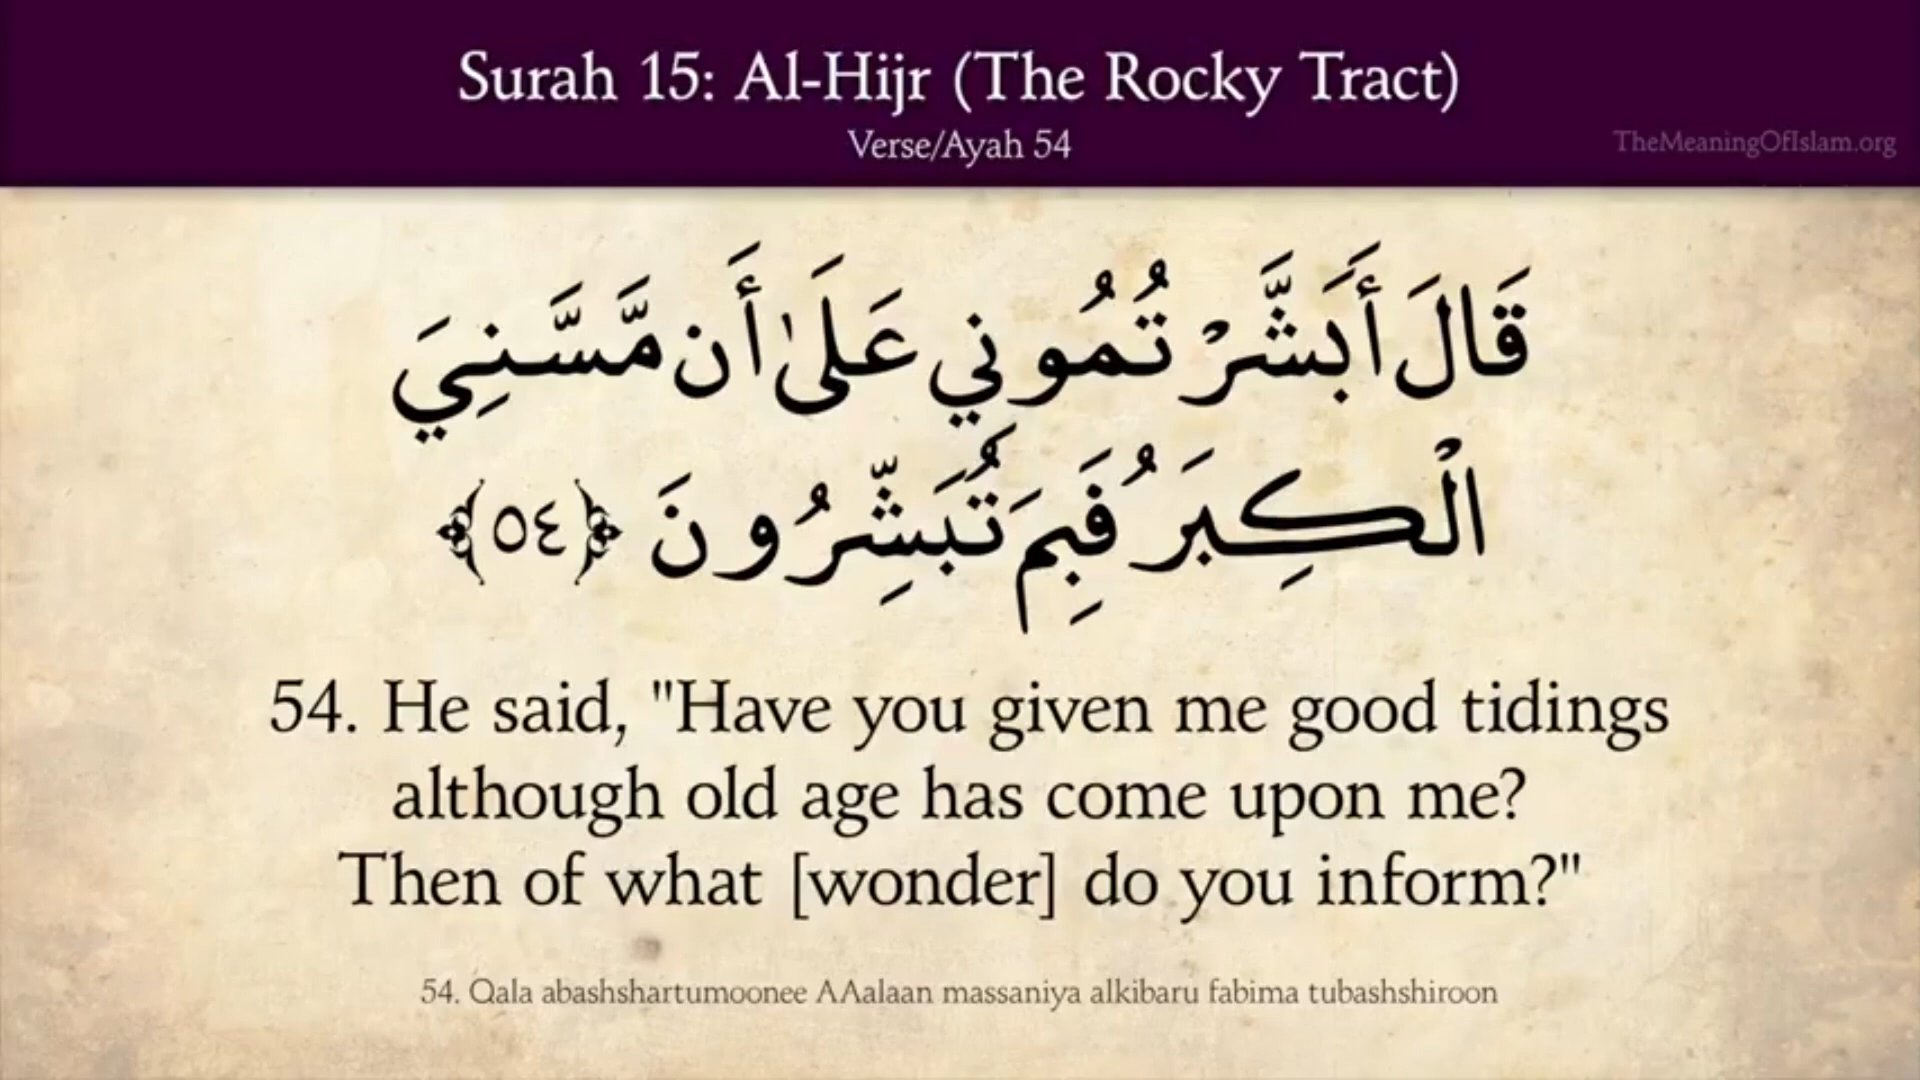 Surah 15: Al-Hijr (The Rocky Tract)
Verse/Ayah 54
TheMeaningOfIslam.org
قَالَ أَبَشَّرْتُمُونِي عَلَىٰ أَن مَّسَّنِيَ
الْكِبَرُ فَبِمَ تُبَشِّرُونَ ﴿٥٤﴾
54. He said, "Have you given me good tidings
although old age has come upon me?
Then of what [wonder] do you inform?"
54. Qala abashshartumoonee AAalaan massaniya alkibaru fabima tubashshiroon